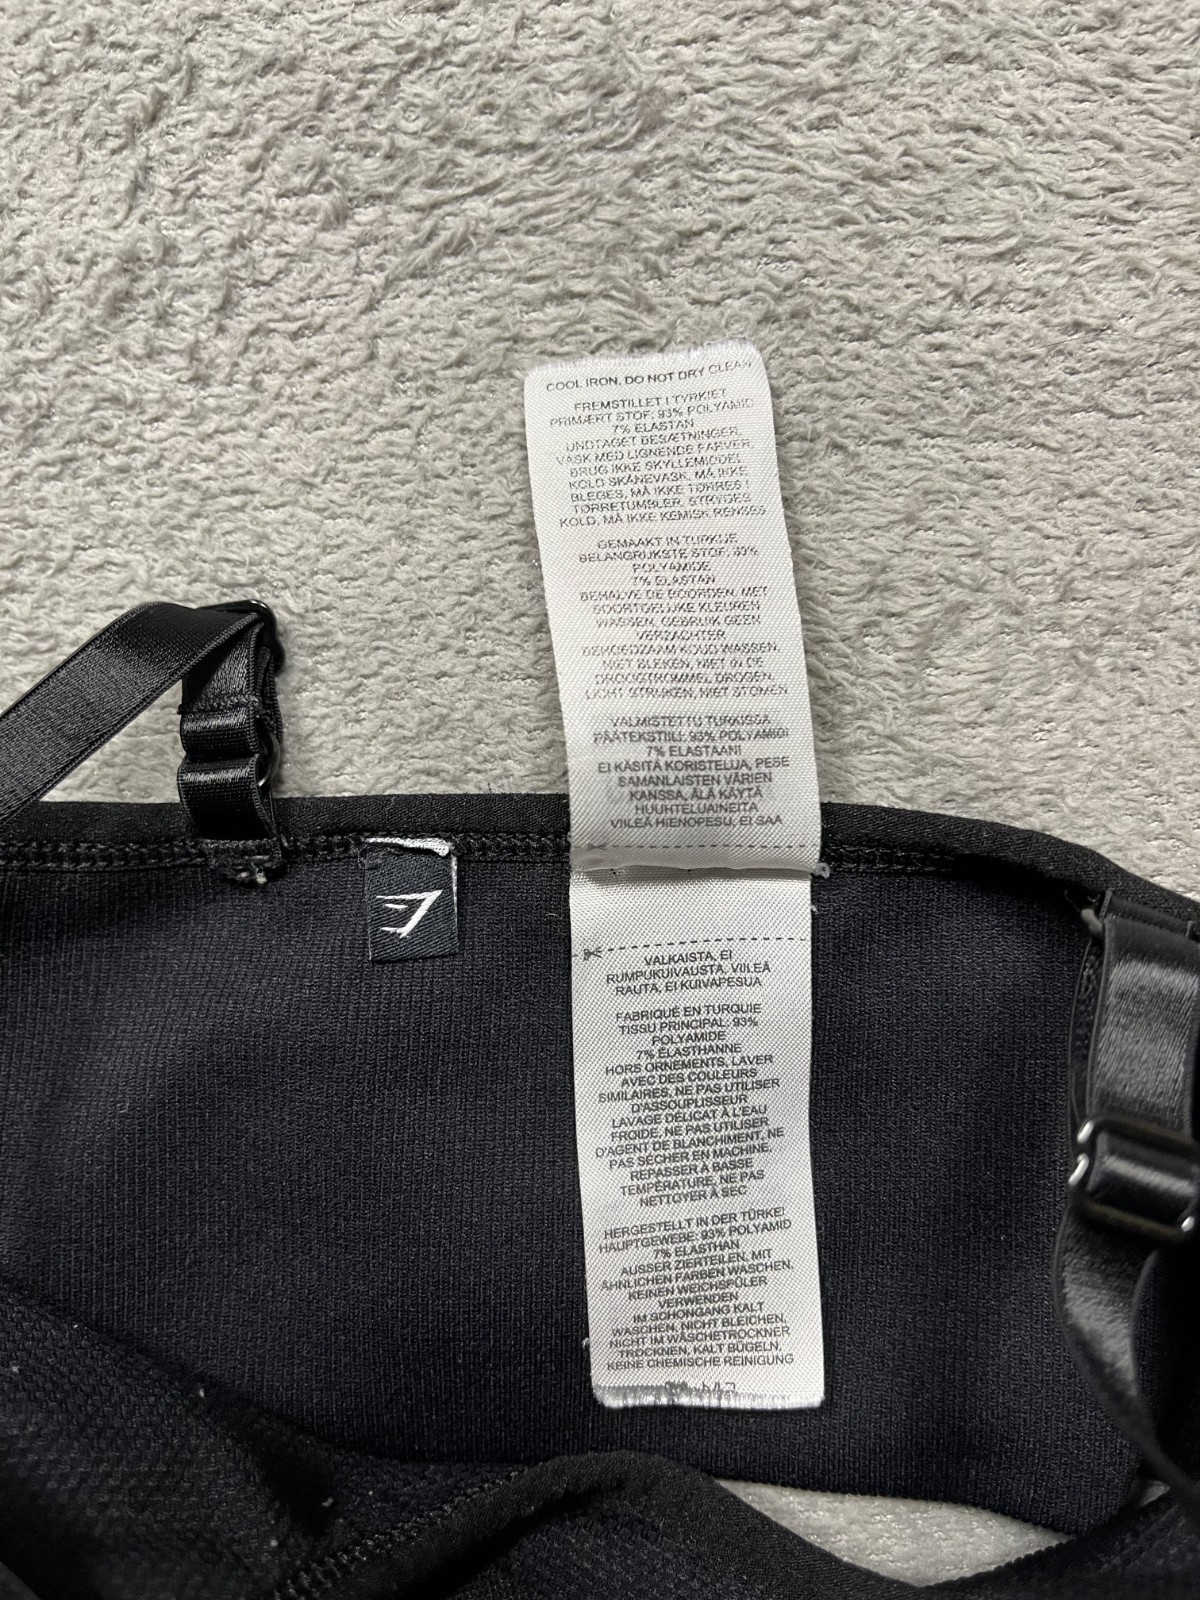 COOL IRON, DO NOT DRY CLEAN
FREMSTILLET I TYRKIET
PRIMÆRT STOF: 93% POLYAMID
7% ELASTAN
UNDTAGET BESÆTNINGER,
VASK MED LIGNENDE FARVER,
BRUG IKKE SKYLLEMIDDEL
KOLD SKÅNEVASK, MÅ IKKE
BLEGES, MÅ IKKE TØRRES I
TØRRETUMBLER, STRYGES
KOLD, MÅ IKKE KEMISK RENSES
GEMAAKT IN TURKIJE
BELANGRIJKSTE STOF: 93%
POLYAMIDE
7% ELASTAN
BEHALVE DE BOORDEN, MET
SOORTGELIJKE KLEUREN
WASSEN, GEBRUIK GEEN
VERZACHTER
BEHOEDZAAM KOUD WASSEN,
NIET BLEKEN, NIET IN DE
DROOGTROMMEL DROGEN,
LICHT STRIJKEN, NIET STOMEN
VALMISTETTU TURKISSA
PÄÄTEKSTIILI: 93% POLYAMIDI
7% ELASTAANI
EI KÄSITÄ KORISTELUA, PESE
SAMANLAISTEN VÄRIEN
KANSSA, ÄLÄ KÄYTÄ
HUUHTELUAINEITA
VIILEÄ HIENOPESU, EI SAA
VALKAISTA, EI
RUMPUKUIVAUSTA, VIILEÄ
RAUTA, EI KUIVAPESUA
FABRIQUÉ EN TURQUIE
TISSU PRINCIPAL: 93%
POLYAMIDE
7% ÉLASTHANNE
HORS ORNEMENTS, LAVER
AVEC DES COULEURS
SIMILAIRES, NE PAS UTILISER
D'ASSOUPLISSEUR
LAVAGE DÉLICAT À L'EAU
FROIDE, NE PAS UTILISER
D'AGENT DE BLANCHIMENT, NE
PAS SÉCHER EN MACHINE,
REPASSER À BASSE
TEMPÉRATURE, NE PAS
NETTOYER À SEC
HERGESTELLT IN DER TÜRKEI
HAUPTGEWEBE: 93% POLYAMID
7% ELASTHAN
AUSSER ZIERTEILEN, MIT
ÄHNLICHEN FARBEN WASCHEN,
KEINEN WEICHSPÜLER
VERWENDEN
IM SCHONGANG KALT
WASCHEN, NICHT BLEICHEN,
NICHT IM WÄSCHETROCKNER
TROCKNEN, KALT BÜGELN,
KEINE CHEMISCHE REINIGUNG